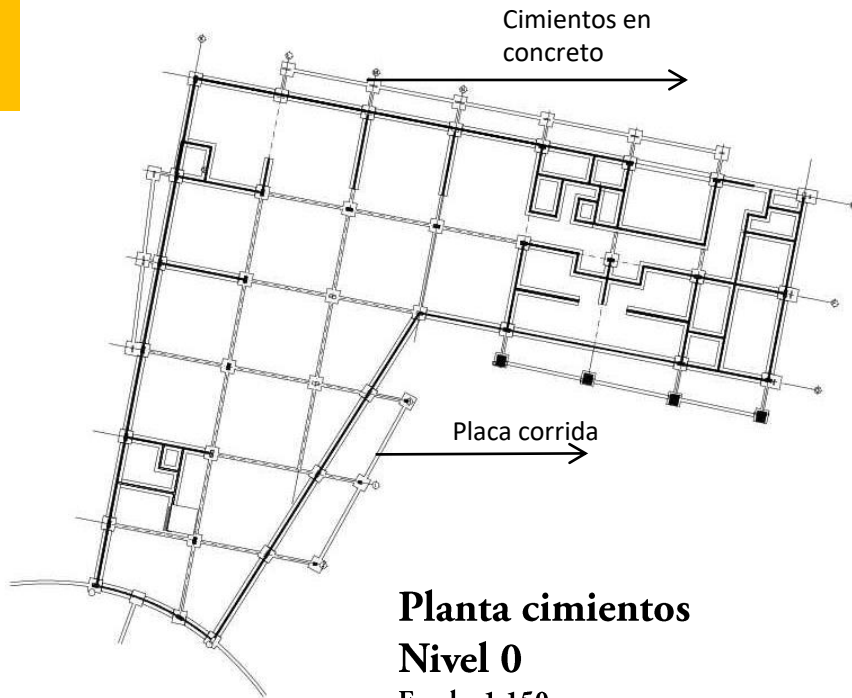 Cimientos en
concreto
Placa corrida
Planta cimientos
Nivel 0